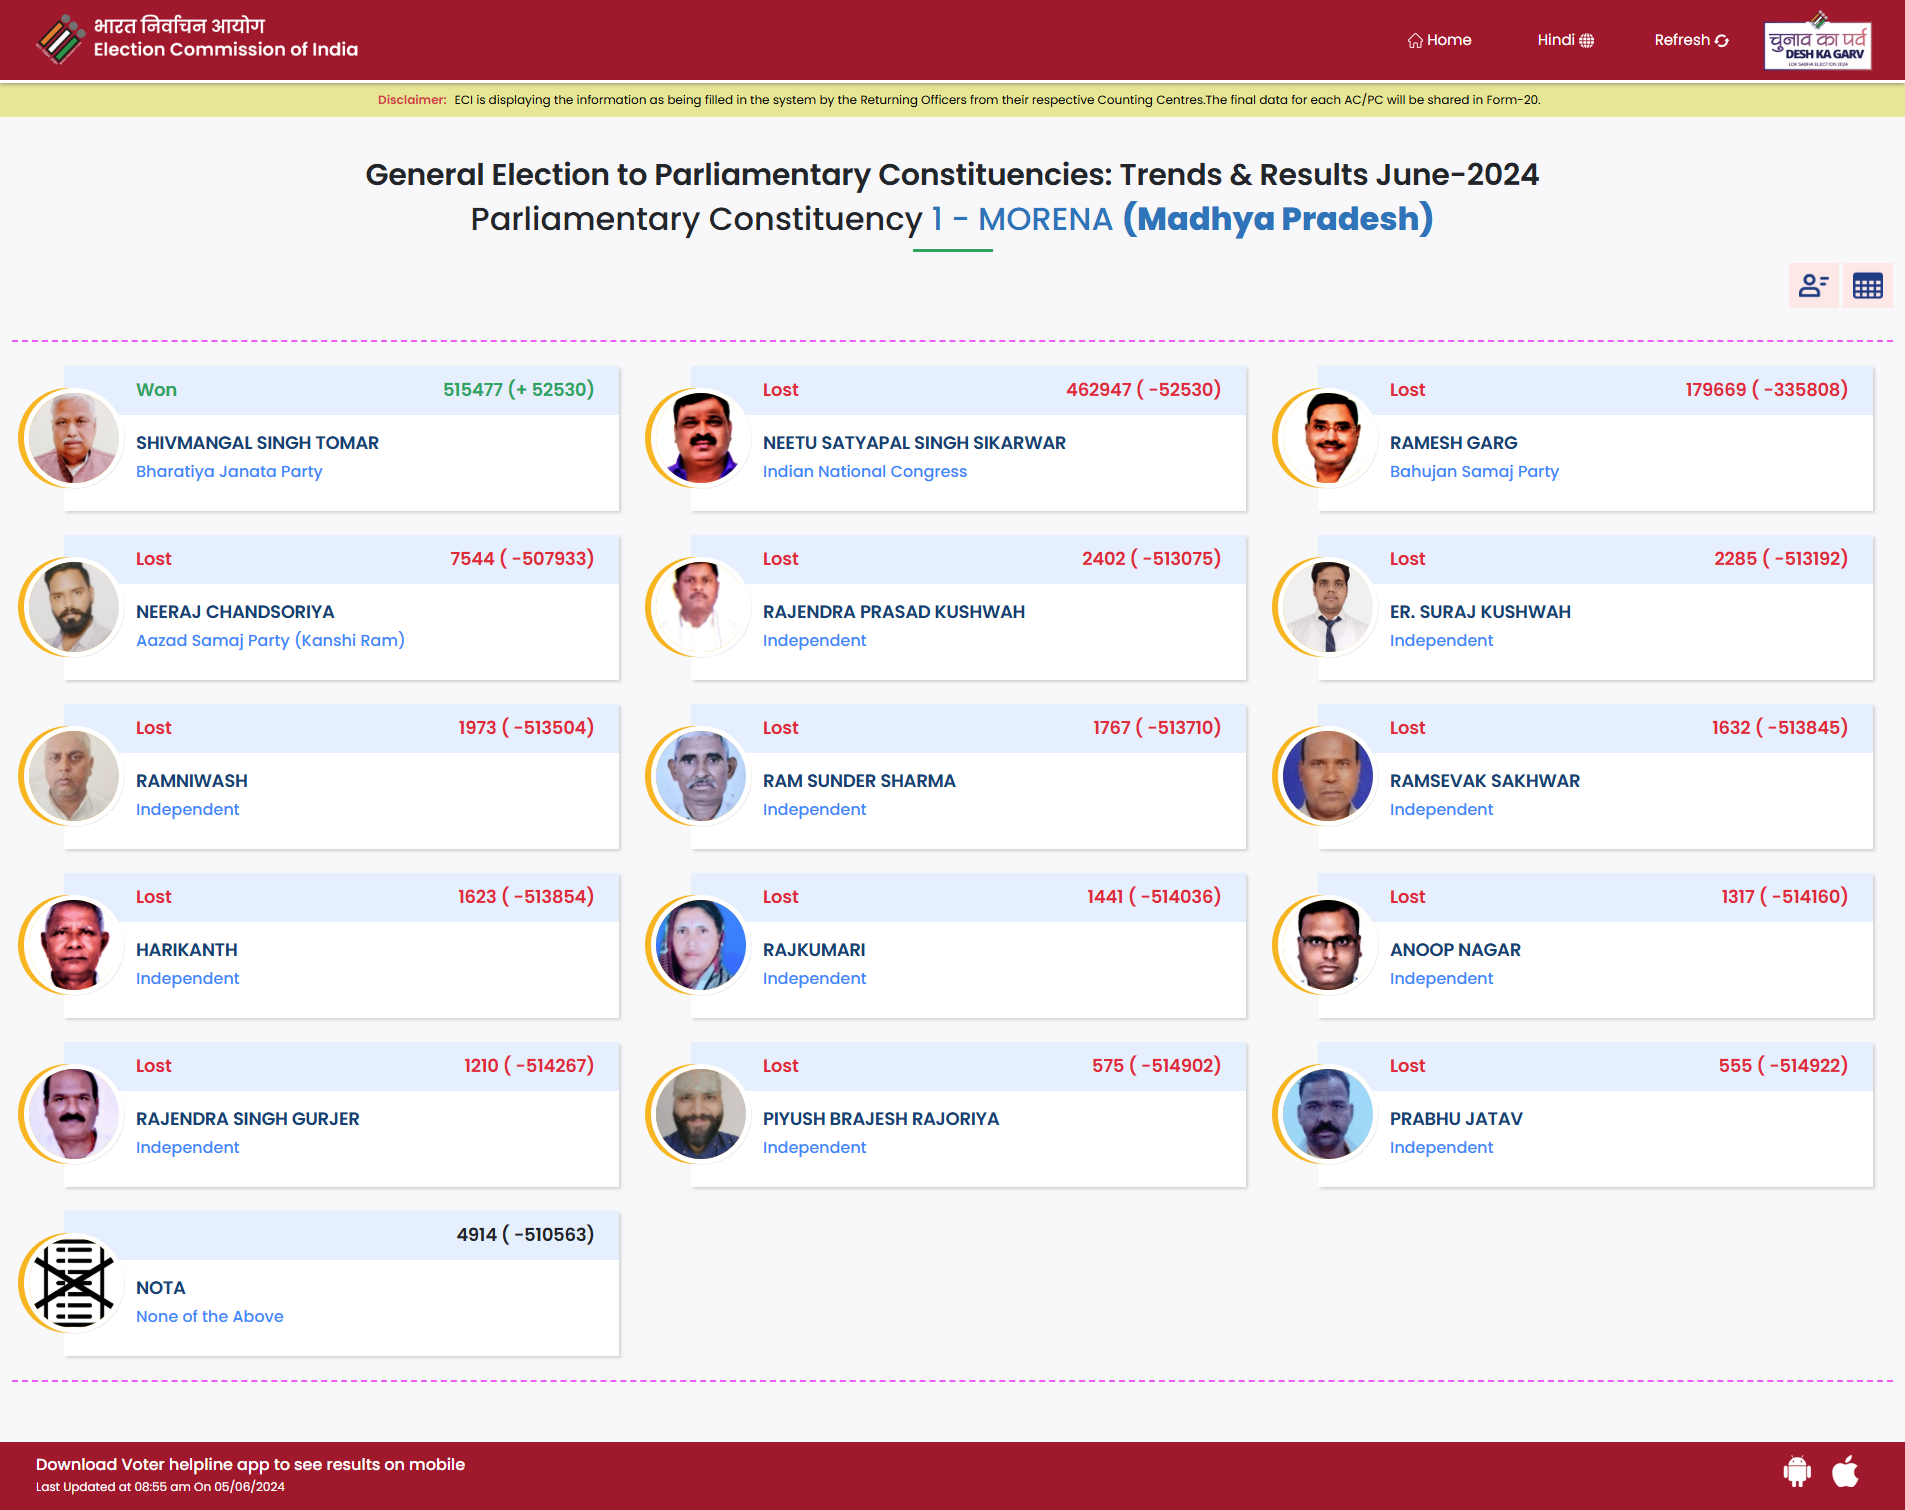 भारत निर्वाचन आयोग
Election Commission of India
Home
Hindi
Refresh
चुनाव का पर्व
DESH KA GARV
LOK SABHA ELECTION 2024
Disclaimer: ECI is displaying the information as being filled in the system by the Returning Officers from their respective Counting Centres.The final data for each AC/PC will be shared in Form-20.
General Election to Parliamentary Constituencies: Trends & Results June-2024
Parliamentary Constituency 1 - MORENA (Madhya Pradesh)
Won 515477 (+ 52530)
SHIVMANGAL SINGH TOMAR
Bharatiya Janata Party
Lost 462947 ( -52530)
NEETU SATYAPAL SINGH SIKARWAR
Indian National Congress
Lost 179669 ( -335808)
RAMESH GARG
Bahujan Samaj Party
Lost 7544 ( -507933)
NEERAJ CHANDSORIYA
Aazad Samaj Party (Kanshi Ram)
Lost 2402 ( -513075)
RAJENDRA PRASAD KUSHWAH
Independent
Lost 2285 ( -513192)
ER. SURAJ KUSHWAH
Independent
Lost 1973 ( -513504)
RAMNIWASH
Independent
Lost 1767 ( -513710)
RAM SUNDER SHARMA
Independent
Lost 1632 ( -513845)
RAMSEVAK SAKHWAR
Independent
Lost 1623 ( -513854)
HARIKANTH
Independent
Lost 1441 ( -514036)
RAJKUMARI
Independent
Lost 1317 ( -514160)
ANOOP NAGAR
Independent
Lost 1210 ( -514267)
RAJENDRA SINGH GURJER
Independent
Lost 575 ( -514902)
PIYUSH BRAJESH RAJORIYA
Independent
Lost 555 ( -514922)
PRABHU JATAV
Independent
4914 ( -510563)
NOTA
None of the Above
Download Voter helpline app to see results on mobile
Last Updated at 08:55 am On 05/06/2024